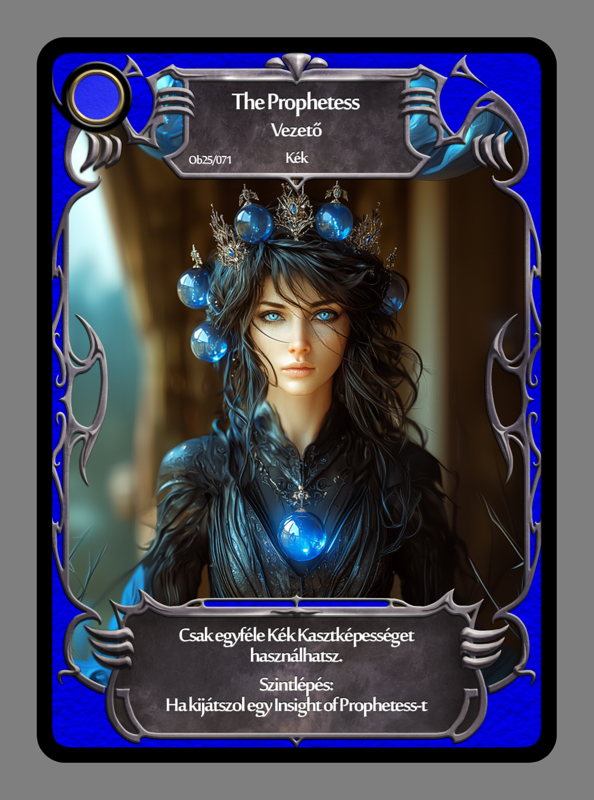 The Prophetess
Vezető
Ob25/071
Kék
Csak egyféle Kék Kasztképességet
használhatsz.
Szintlépés:
Ha kijátszol egy Insight of Prophetess-t